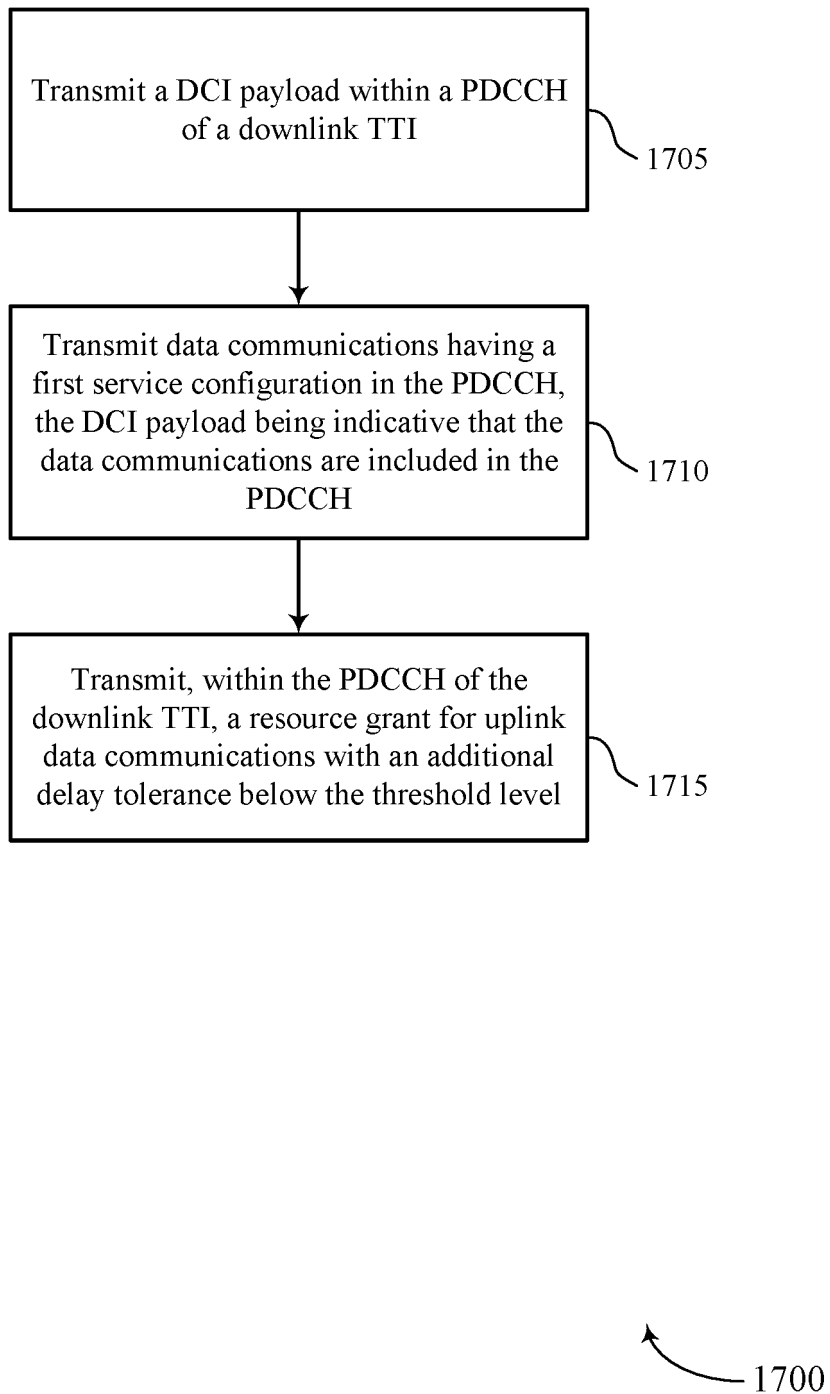 Transmit a DCI payload within a PDCCH
of a downlink TTI
1705
Transmit data communications having a
first service configuration in the PDCCH,
the DCI payload being indicative that the
data communications are included in the
PDCCH
1710
Transmit, within the PDCCH of the
downlink TTI, a resource grant for uplink
data communications with an additional
delay tolerance below the threshold level
1715
1700